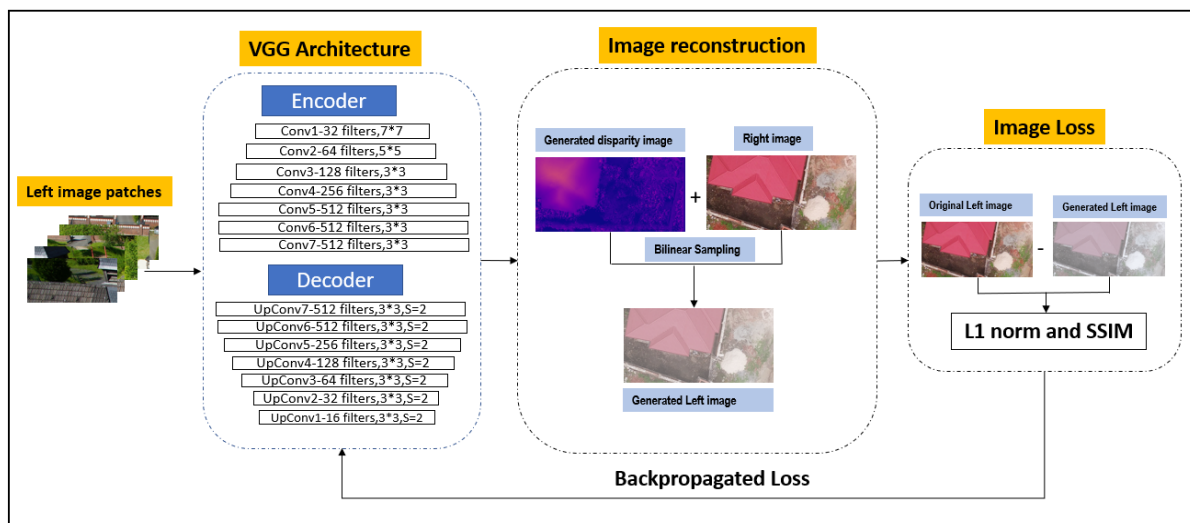 Left image patches
VGG Architecture
Encoder
Conv1-32 filters,7*7
Conv2-64 filters,5*5
Conv3-128 filters,3*3
Conv4-256 filters,3*3
Conv5-512 filters,3*3
Conv6-512 filters,3*3
Conv7-512 filters,3*3
Decoder
UpConv7-512 filters,3*3,S=2
UpConv6-512 filters,3*3,S=2
UpConv5-256 filters,3*3,S=2
UpConv4-128 filters,3*3,S=2
UpConv3-64 filters,3*3,S=2
UpConv2-32 filters,3*3,S=2
UpConv1-16 filters,3*3,S=2
Image reconstruction
Generated disparity image
Right image
+
Bilinear Sampling
Generated Left image
Image Loss
Original Left image
Generated Left image
-
L1 norm and SSIM
Backpropagated Loss